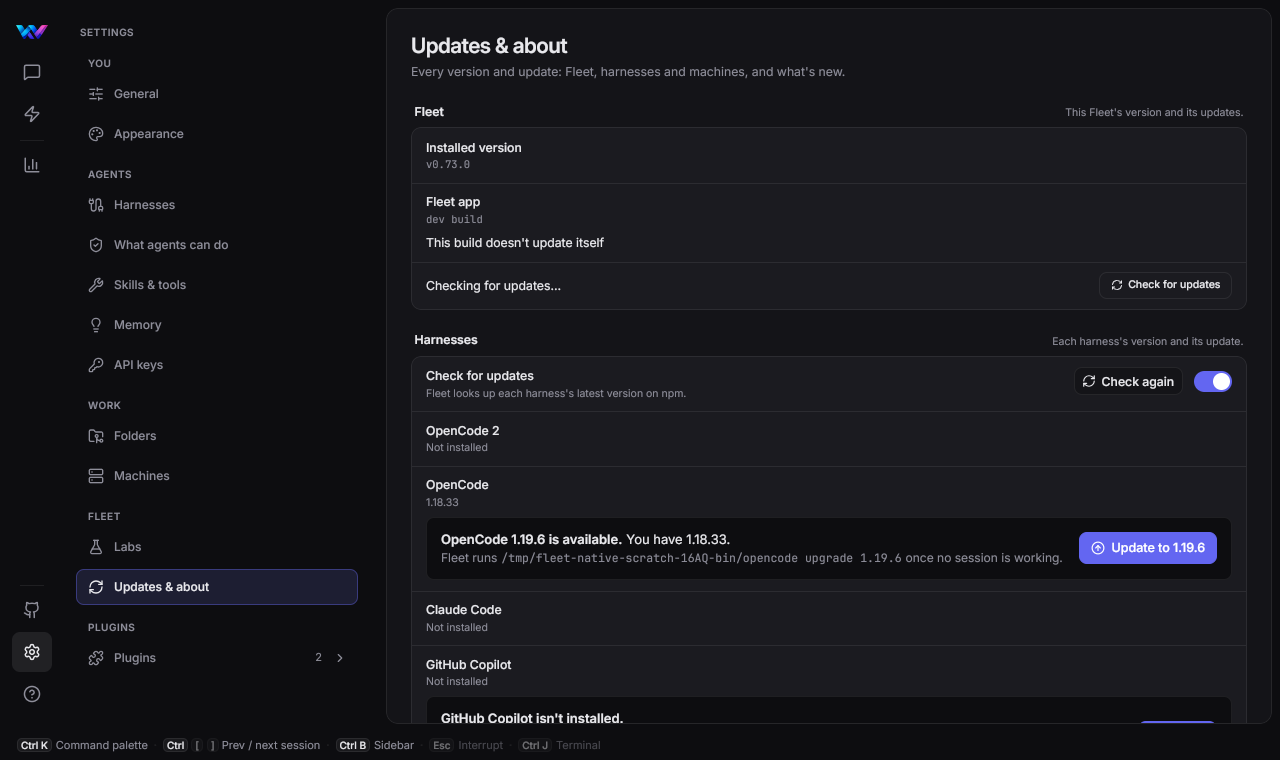 SETTINGS
YOU
General
Appearance
AGENTS
Harnesses
What agents can do
Skills & tools
Memory
API keys
WORK
Folders
Machines
FLEET
Labs
Updates & about
PLUGINS
Plugins 2
Updates & about
Every version and update: Fleet, harnesses and machines, and what's new.
Fleet This Fleet's version and its updates.
Installed version
v0.73.0
Fleet app
dev build
This build doesn't update itself
Checking for updates... Check for updates
Harnesses Each harness's version and its update.
Check for updates Check again
Fleet looks up each harness's latest version on npm.
OpenCode 2
Not installed
OpenCode
1.18.33
OpenCode 1.19.6 is available. You have 1.18.33.
Fleet runs /tmp/fleet-native-scratch-16AQ-bin/opencode upgrade 1.19.6 once no session is working. Update to 1.19.6
Claude Code
Not installed
GitHub Copilot
Not installed
GitHub Copilot isn't installed.
Ctrl K Command palette · Ctrl [ ] Prev / next session · Ctrl B Sidebar · Esc Interrupt · Ctrl J Terminal